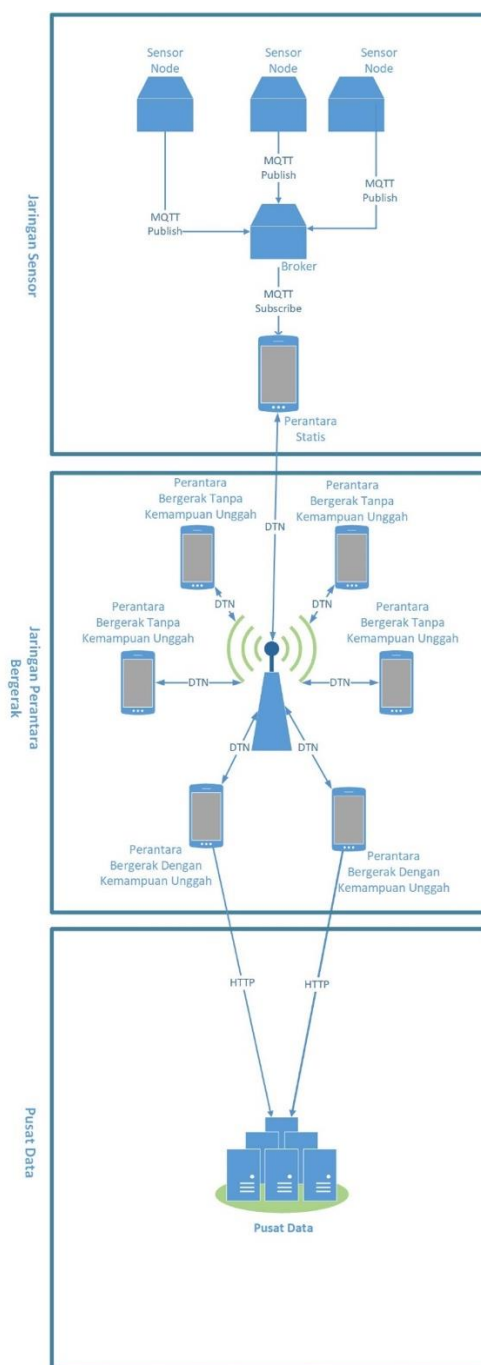 Jaringan Sensor
Sensor
Node
Sensor
Node
Sensor
Node
MQTT
Publish
MQTT
Publish
MQTT
Publish
Broker
MQTT
Subscribe
Perantara
Statis
Jaringan Perantara
Bergerak
DTN
Perantara
Bergerak Tanpa
Kemampuan Unggah
Perantara
Bergerak Tanpa
Kemampuan Unggah
DTN
DTN
Perantara
Bergerak Tanpa
Kemampuan Unggah
Perantara
Bergerak Tanpa
Kemampuan Unggah
DTN
DTN
DTN
DTN
Perantara
Bergerak Dengan
Kemampuan Unggah
Perantara
Bergerak Dengan
Kemampuan Unggah
HTTP
HTTP
Pusat Data
Pusat Data